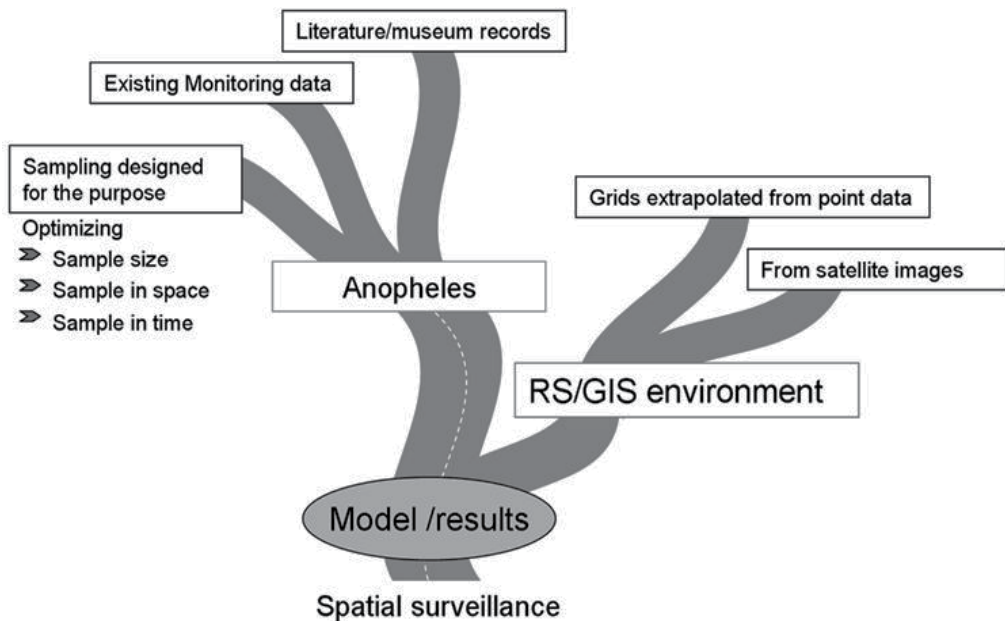 Literature/museum records
Existing Monitoring data
Sampling designed
for the purpose
Optimizing
Sample size
Sample in space
Sample in time
Grids extrapolated from point data
From satellite images
Anopheles
RS/GIS environment
Model /results
Spatial surveillance